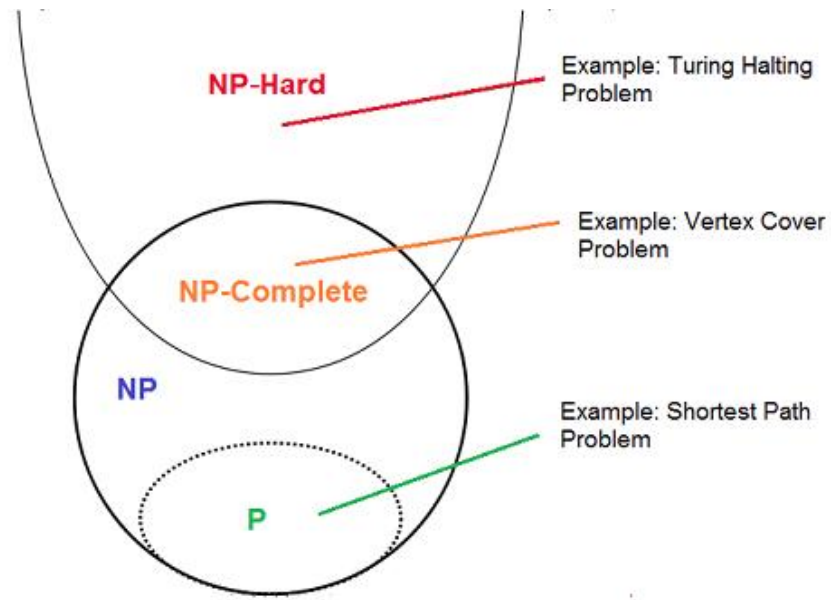 NP-Hard
Example: Turing Halting
Problem
Example: Vertex Cover
Problem
NP-Complete
NP
Example: Shortest Path
Problem
P